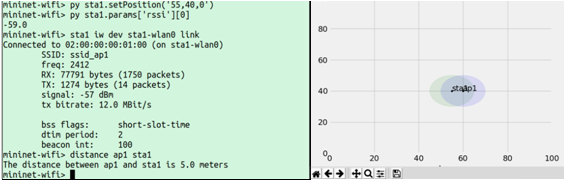 mininet-wifi> py sta1.setPosition('55,40,0')
mininet-wifi> py sta1.params['rssi'][0]
-59.0
mininet-wifi> sta1 iw dev sta1-wlan0 link
Connected to 02:00:00:00:01:00 (on sta1-wlan0)
SSID: ssid_ap1
freq: 2412
RX: 77791 bytes (1750 packets)
TX: 1274 bytes (14 packets)
signal: -57 dBm
tx bitrate: 12.0 MBit/s
bss flags: short-slot-time
dtim period: 2
beacon int: 100
mininet-wifi> distance ap1 sta1
The distance between ap1 and sta1 is 5.0 meters
mininet-wifi>
80
60
40
20
0
0 20 40 60 80 100
ap1